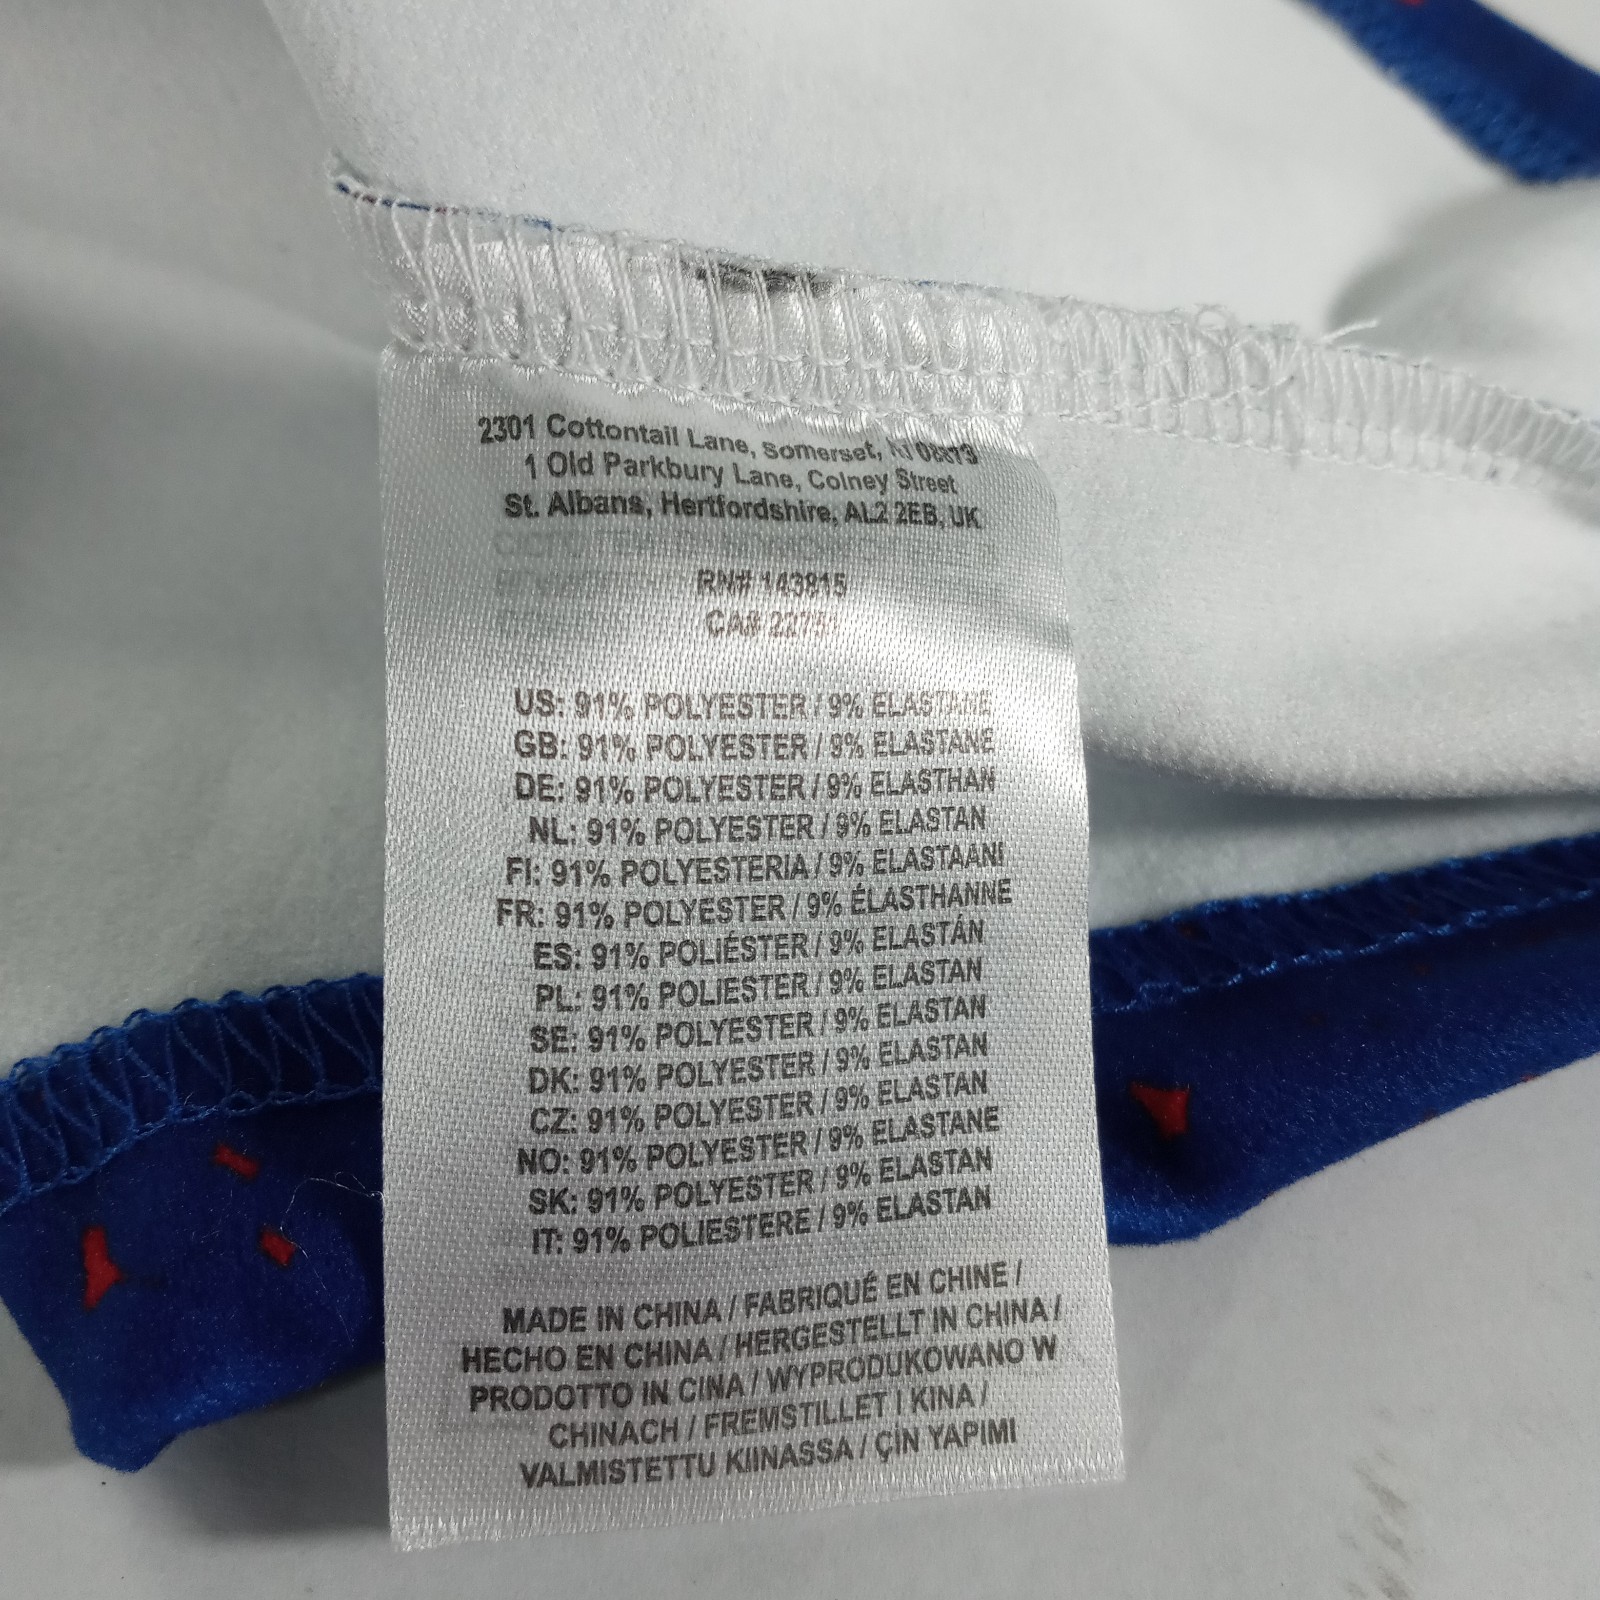 2301 Cottontail Lane, Somerset, NJ 08873
1 Old Parkbury Lane, Colney Street
St. Albans, Hertfordshire, AL2 2EB, UK
RN# 143815
CA#
US: 91% POLYESTER / 9% ELASTANE
GB: 91% POLYESTER / 9% ELASTANE
DE: 91% POLYESTER / 9% ELASTHAN
NL: 91% POLYESTER / 9% ELASTAN
FI: 91% POLYESTERIA / 9% ELASTAANI
FR: 91% POLYESTER / 9% ÉLASTHANNE
ES: 91% POLIÉSTER / 9% ELASTÁN
PL: 91% POLIESTER / 9% ELASTAN
SE: 91% POLYESTER / 9% ELASTAN
DK: 91% POLYESTER / 9% ELASTAN
CZ: 91% POLYESTER / 9% ELASTAN
NO: 91% POLYESTER / 9% ELASTANE
SK: 91% POLYESTER / 9% ELASTAN
IT: 91% POLIESTERE / 9% ELASTAN
MADE IN CHINA / FABRIQUÉ EN CHINE /
HECHO EN CHINA / HERGESTELLT IN CHINA /
PRODOTTO IN CINA / WYPRODUKOWANO W
CHINACH / FREMSTILLET I KINA /
VALMISTETTU KIINASSA / ÇİN YAPIMI